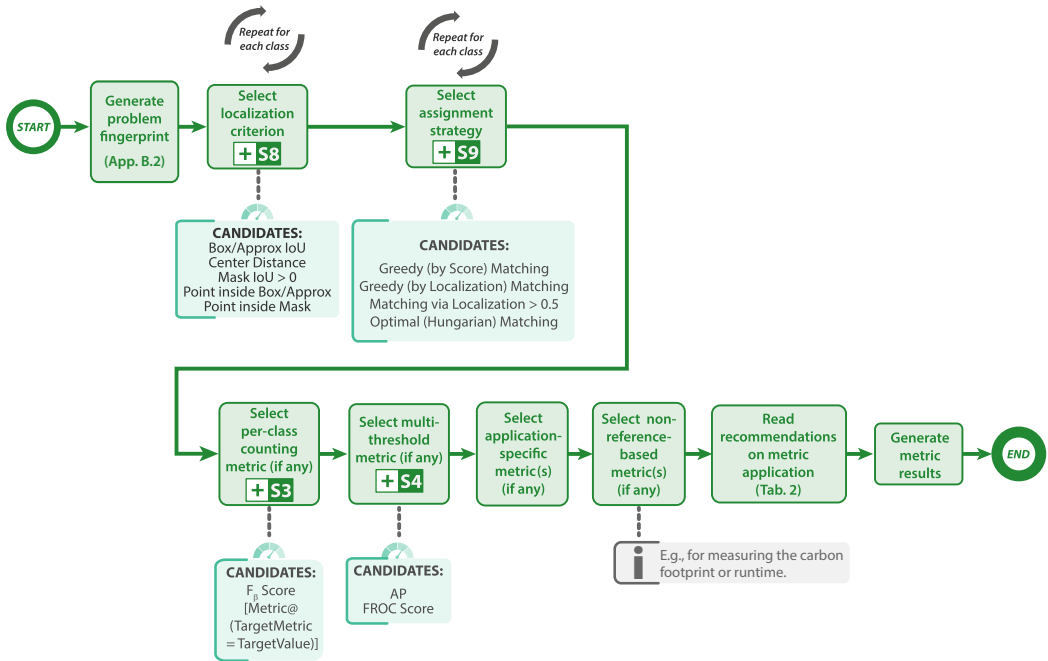 Repeat for
each class
Repeat for
each class
START
Generate
problem
fingerprint
(App. B.2)
Select
localization
criterion
+ S8
Select
assignment
strategy
+ S9
CANDIDATES:
Box/Approx IoU
Center Distance
Mask IoU > 0
Point inside Box/Approx
Point inside Mask
CANDIDATES:
Greedy (by Score) Matching
Greedy (by Localization) Matching
Matching via Localization > 0.5
Optimal (Hungarian) Matching
Select
per-class
counting
metric (if any)
+ S3
Select multi-
threshold
metric (if any)
+ S4
Select
application-
specific
metric(s)
(if any)
Select non-
reference-
based
metric(s)
(if any)
Read
recommendations
on metric
application
(Tab. 2)
Generate
metric
results
END
CANDIDATES:
Fβ Score
[Metric@
(TargetMetric
= TargetValue)]
CANDIDATES:
AP
FROC Score
i
E.g., for measuring the carbon
footprint or runtime.